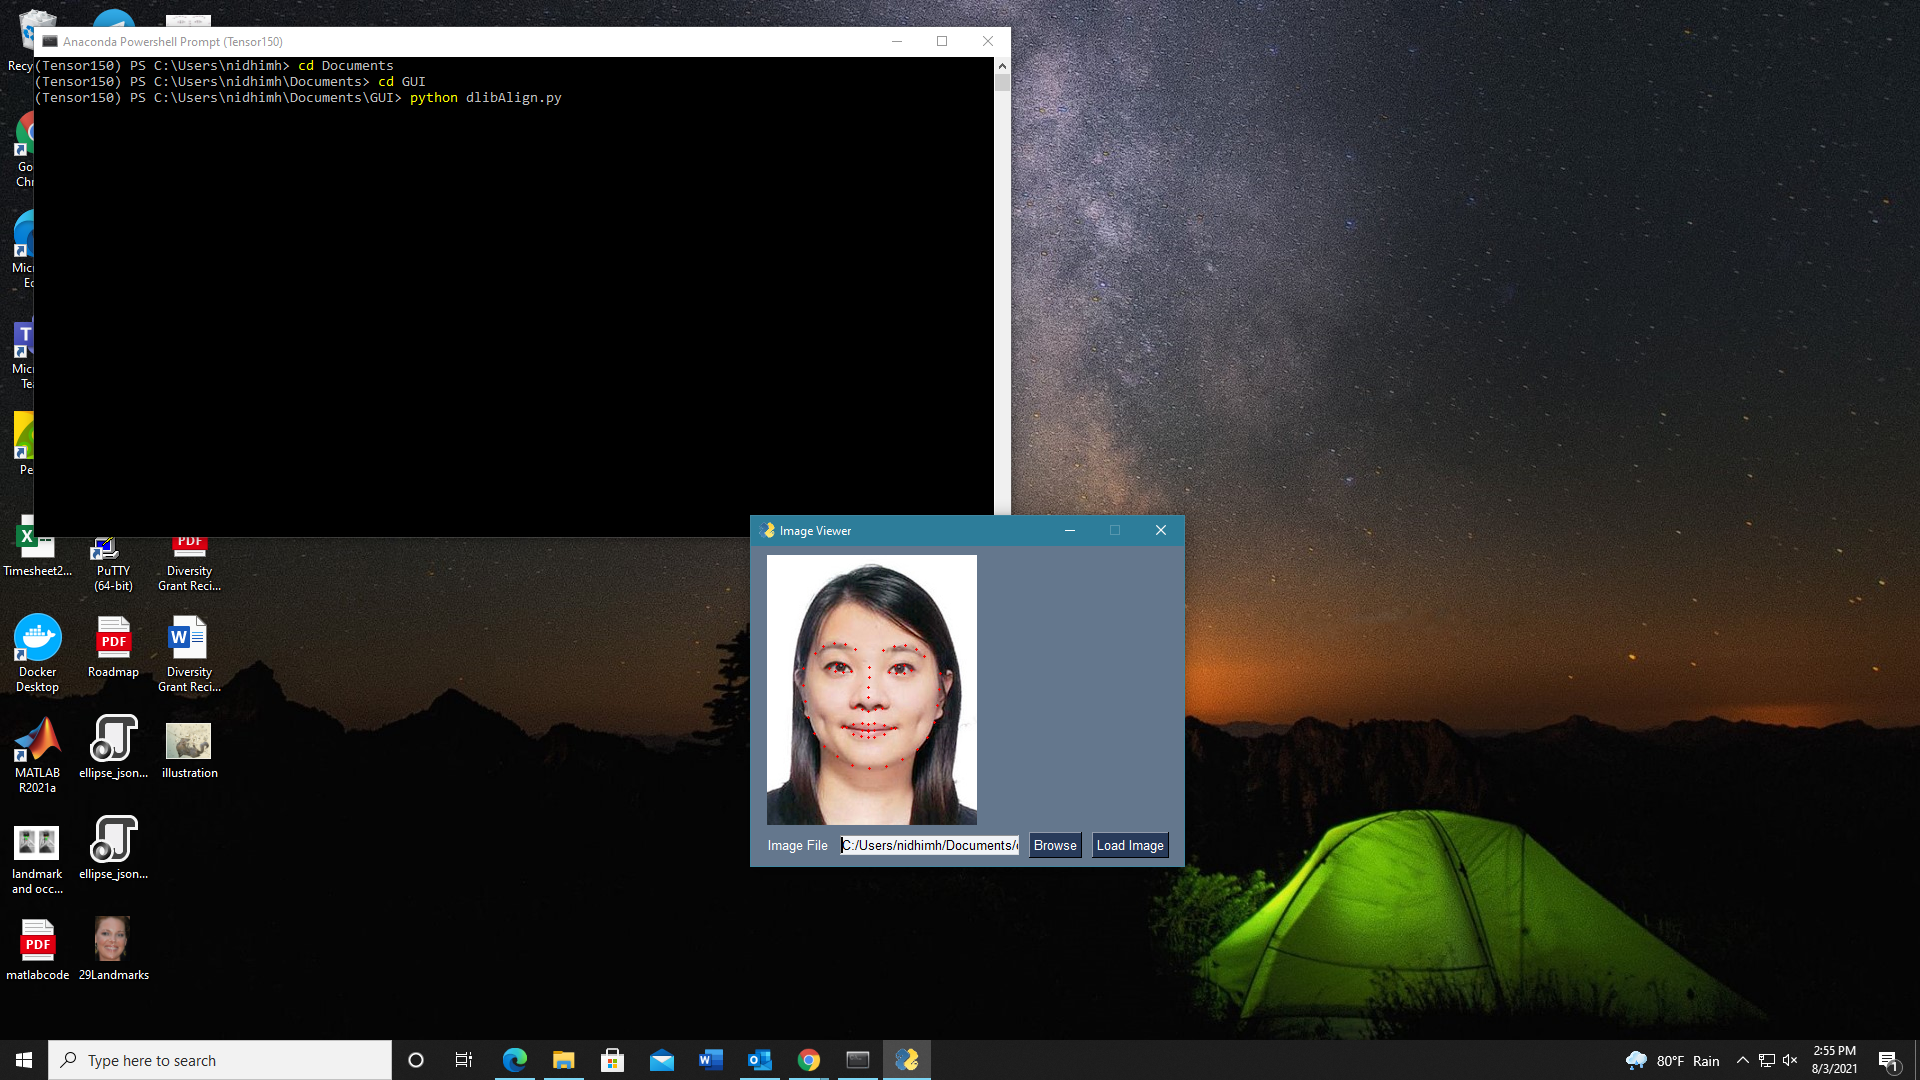 Anaconda Powershell Prompt (Tensor150)
(Tensor150) PS C:\Users\nidhimh> cd Documents
(Tensor150) PS C:\Users\nidhimh\Documents> cd GUI
(Tensor150) PS C:\Users\nidhimh\Documents\GUI> python dlibAlign.py
Recy
Go
Chr
Mic
Ed
T
Mic
Tea
Pe
X
Timesheet2...
PuTTY
(64-bit)
PDF
Diversity
Grant Reci...
Docker
Desktop
PDF
Roadmap
W
Diversity
Grant Reci...
MATLAB
R2021a
ellipse_json...
illustration
landmark
and occ...
ellipse_json...
PDF
matlabcode
29Landmarks
Image Viewer
Image File
C:/Users/nidhimh/Documents/
Browse
Load Image
Type here to search
80°F Rain
2:55 PM
8/3/2021
1